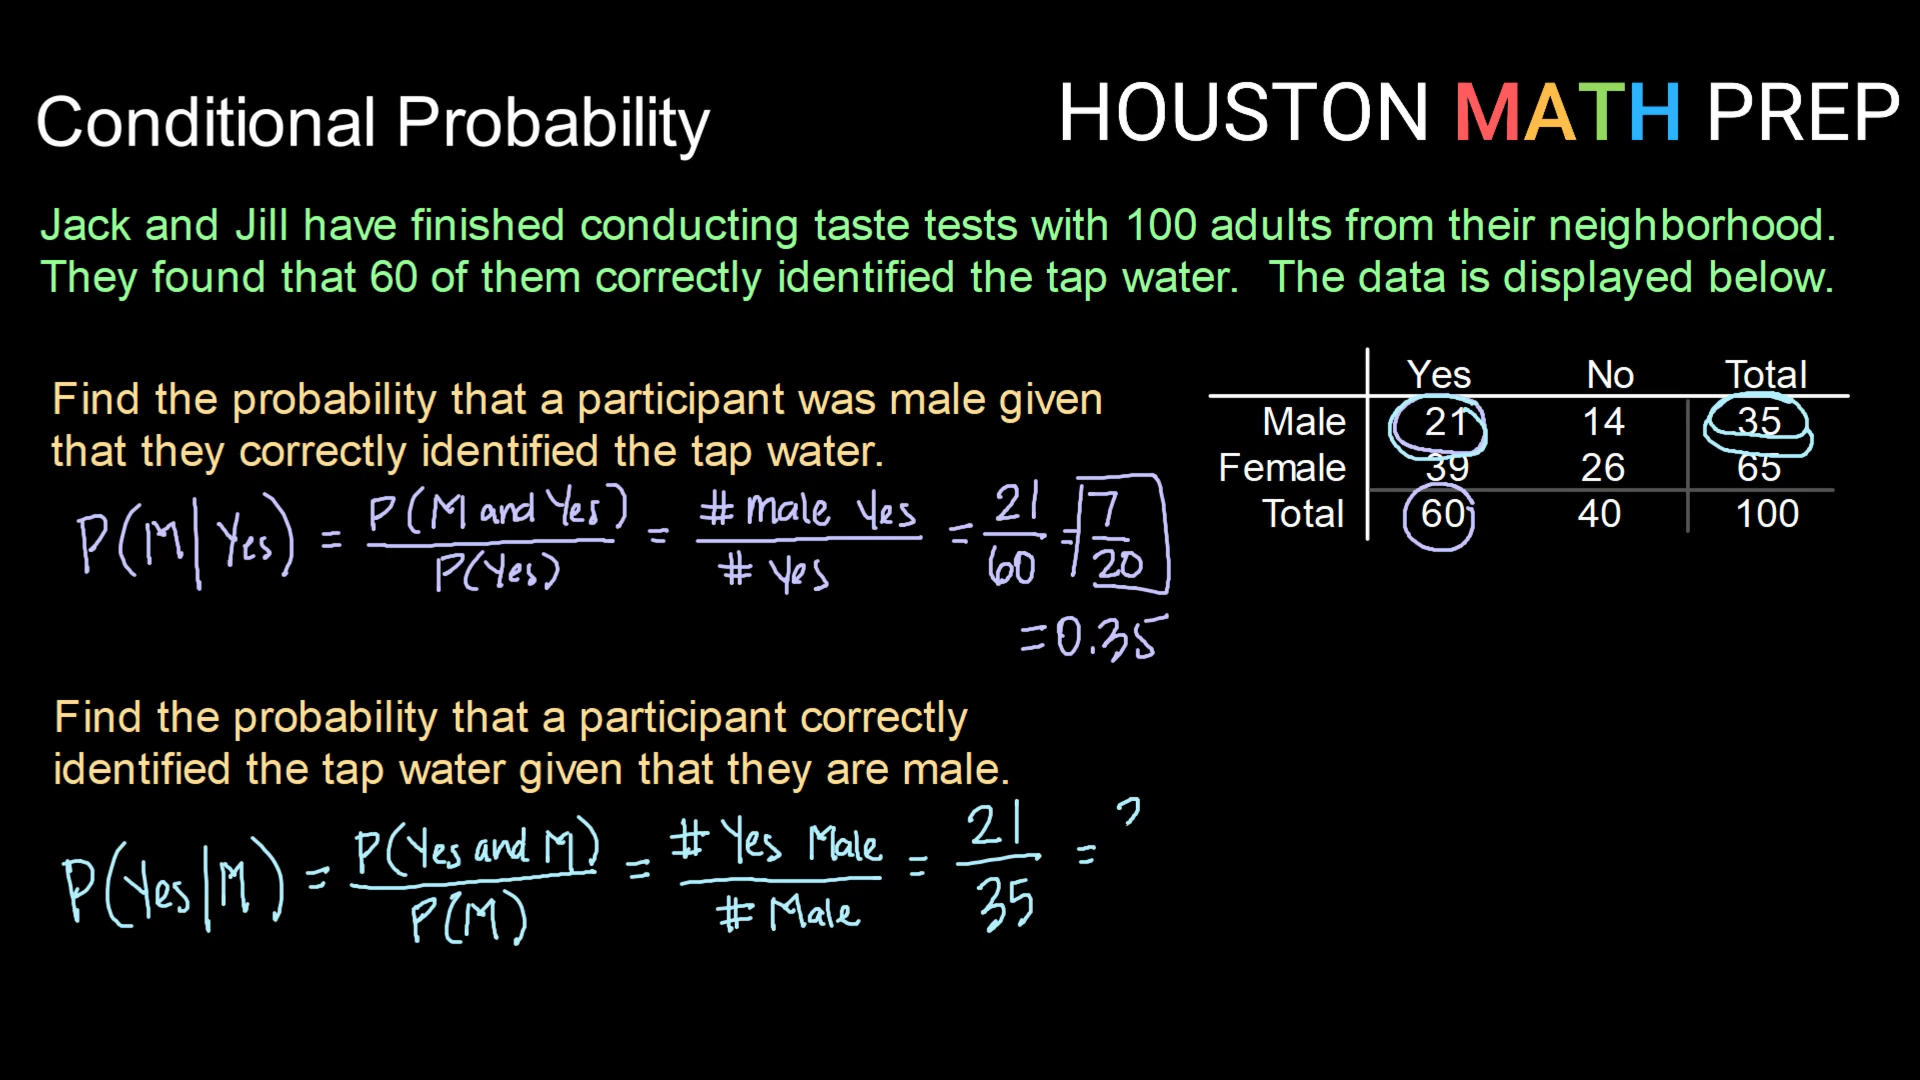 Conditional Probability
HOUSTON MATH PREP
Jack and Jill have finished conducting taste tests with 100 adults from their neighborhood.
They found that 60 of them correctly identified the tap water. The data is displayed below.
Find the probability that a participant was male given
that they correctly identified the tap water.
P(M|Yes) = P(M and Yes) / P(Yes) = # male Yes / # yes = 21/60 = 7/20
= 0.35
Yes No Total
Male 21 14 35
Female 39 26 65
Total 60 40 100
Find the probability that a participant correctly
identified the tap water given that they are male.
P(Yes|M) = P(Yes and M) / P(M) = # Yes Male / # Male = 21/35 =